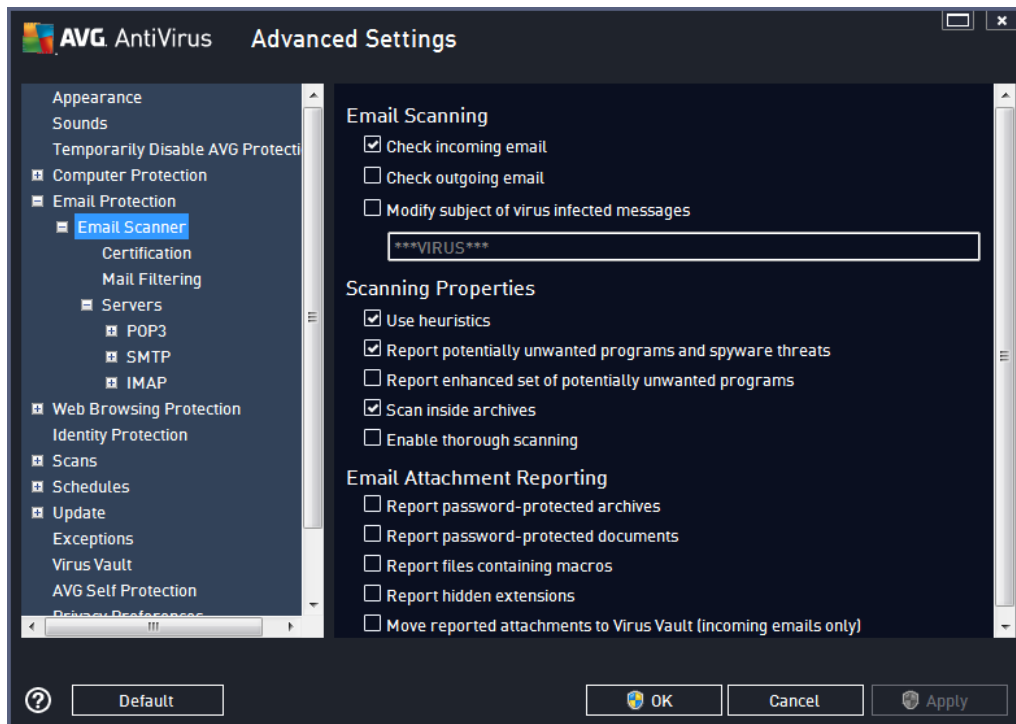 AVG. AntiVirus Advanced Settings
Appearance
Sounds
Temporarily Disable AVG Protecti
Computer Protection
Email Protection
Email Scanner
Certification
Mail Filtering
Servers
POP3
SMTP
IMAP
Web Browsing Protection
Identity Protection
Scans
Schedules
Update
Exceptions
Virus Vault
AVG Self Protection
Privacy Preferences
Email Scanning
Check incoming email
Check outgoing email
Modify subject of virus infected messages
***VIRUS***
Scanning Properties
Use heuristics
Report potentially unwanted programs and spyware threats
Report enhanced set of potentially unwanted programs
Scan inside archives
Enable thorough scanning
Email Attachment Reporting
Report password-protected archives
Report password-protected documents
Report files containing macros
Report hidden extensions
Move reported attachments to Virus Vault (incoming emails only)
Default
OK
Cancel
Apply